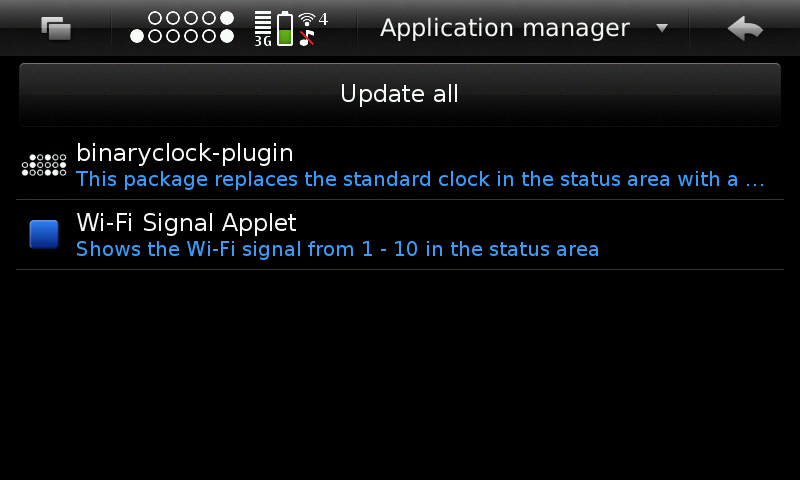 3G
4
Application manager
Update all
binaryclock-plugin
This package replaces the standard clock in the status area with a ...
Wi-Fi Signal Applet
Shows the Wi-Fi signal from 1 - 10 in the status area